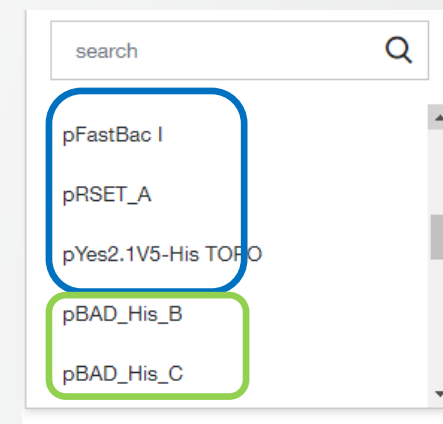 search
pFastBac I
pRSET_A
pYes2.1V5-His TOPO
pBAD_His_B
pBAD_His_C